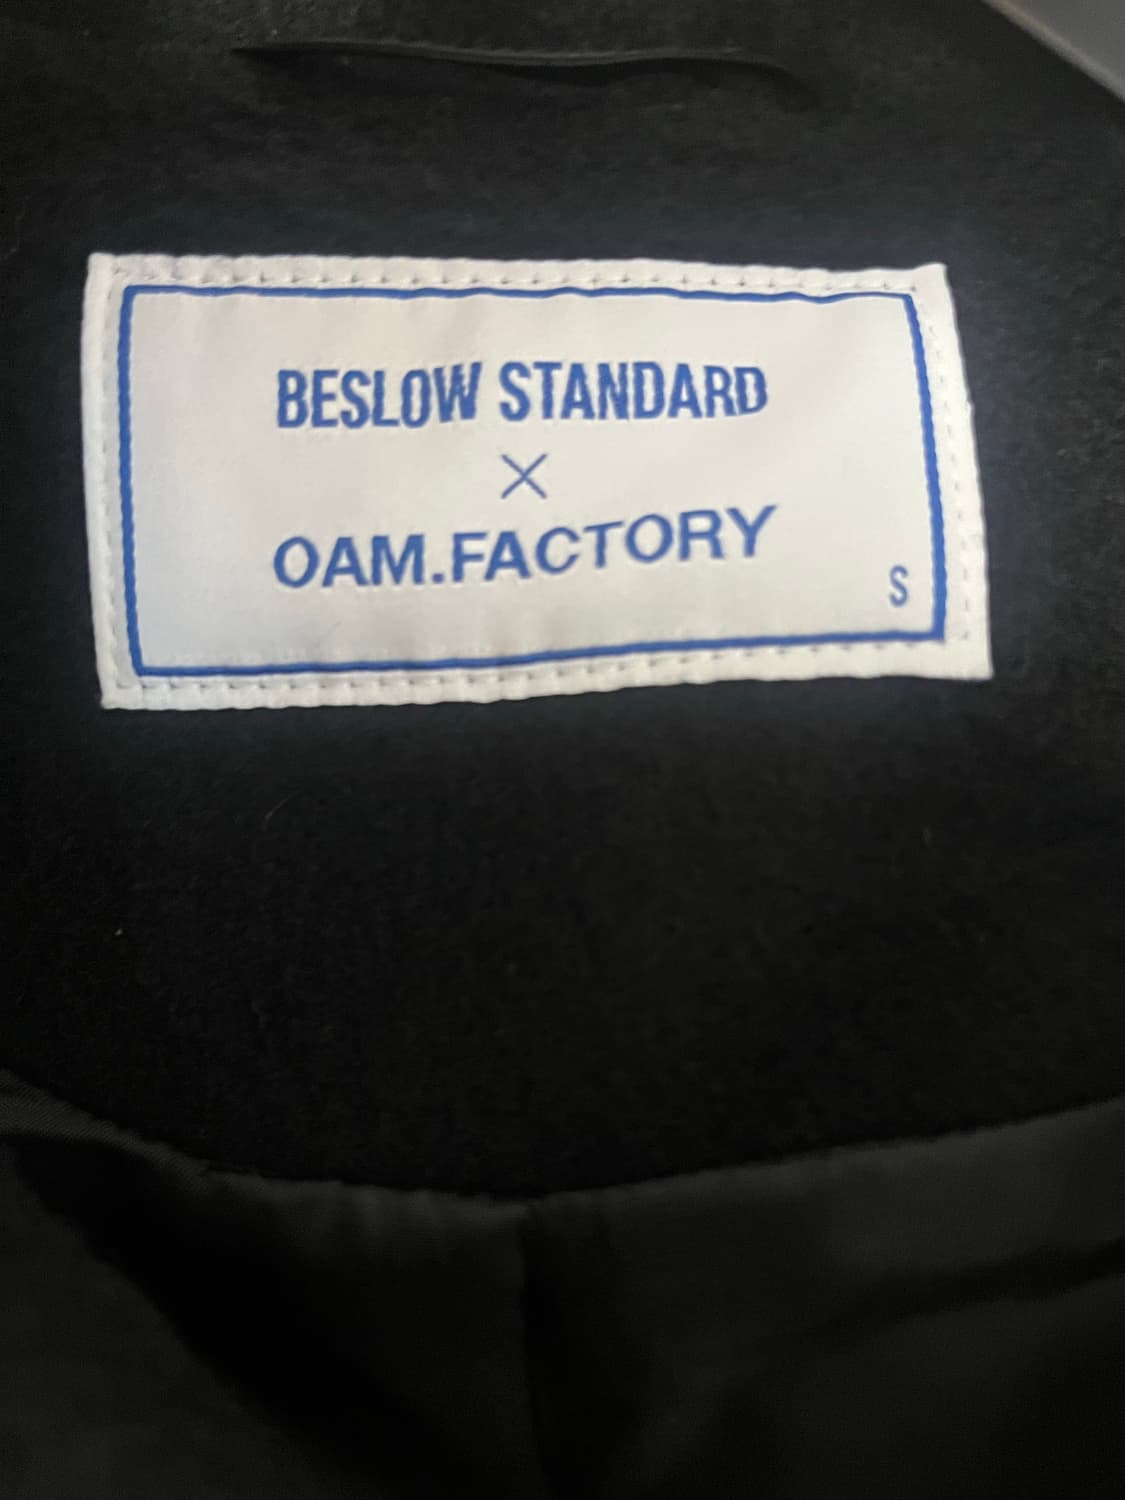 BESLOW STANDARD
×
OAM.FACTORY
S